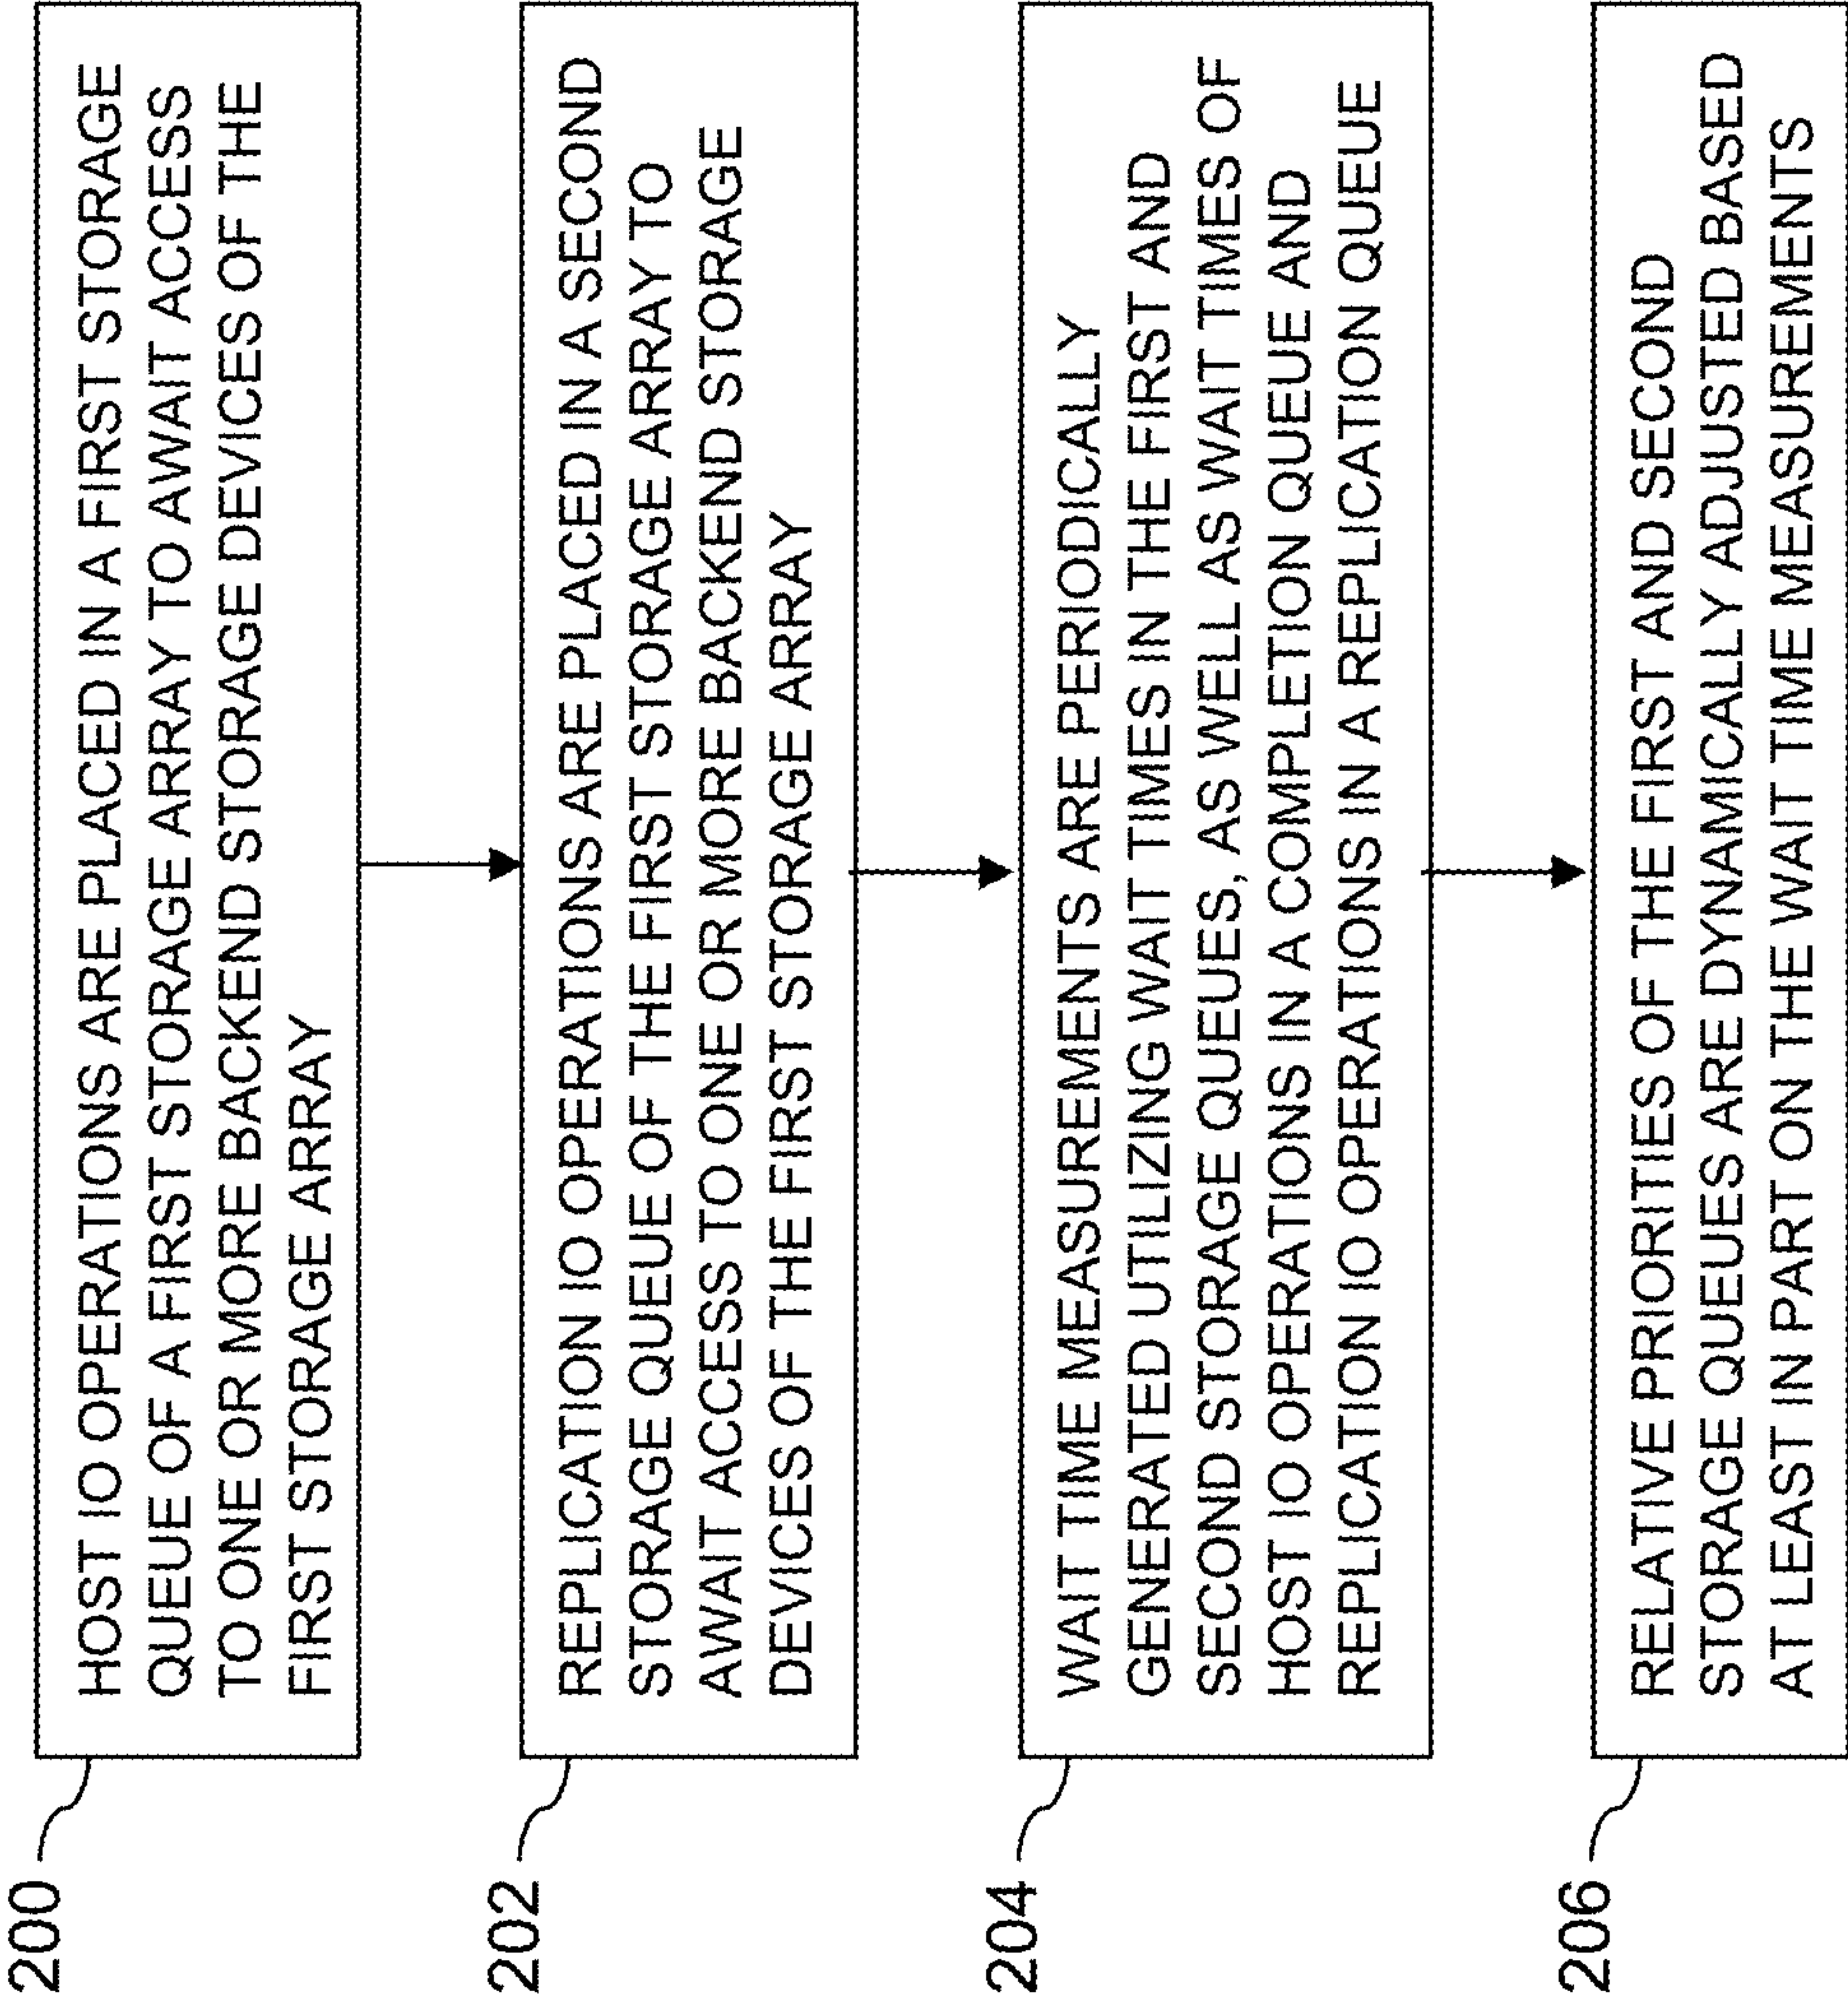 200
HOST IO OPERATIONS ARE PLACED IN A FIRST STORAGE
QUEUE OF A FIRST STORAGE ARRAY TO AWAIT ACCESS
TO ONE OR MORE BACKEND STORAGE DEVICES OF THE
FIRST STORAGE ARRAY
202
REPLICATION IO OPERATIONS ARE PLACED IN A SECOND
STORAGE QUEUE OF THE FIRST STORAGE ARRAY TO
AWAIT ACCESS TO ONE OR MORE BACKEND STORAGE
DEVICES OF THE FIRST STORAGE ARRAY
204
WAIT TIME MEASUREMENTS ARE PERIODICALLY
GENERATED UTILIZING WAIT TIMES IN THE FIRST AND
SECOND STORAGE QUEUES, AS WELL AS WAIT TIMES OF
HOST IO OPERATIONS IN A COMPLETION QUEUE AND
REPLICATION IO OPERATIONS IN A REPLICATION QUEUE
206
RELATIVE PRIORITIES OF THE FIRST AND SECOND
STORAGE QUEUES ARE DYNAMICALLY ADJUSTED BASED
AT LEAST IN PART ON THE WAIT TIME MEASUREMENTS